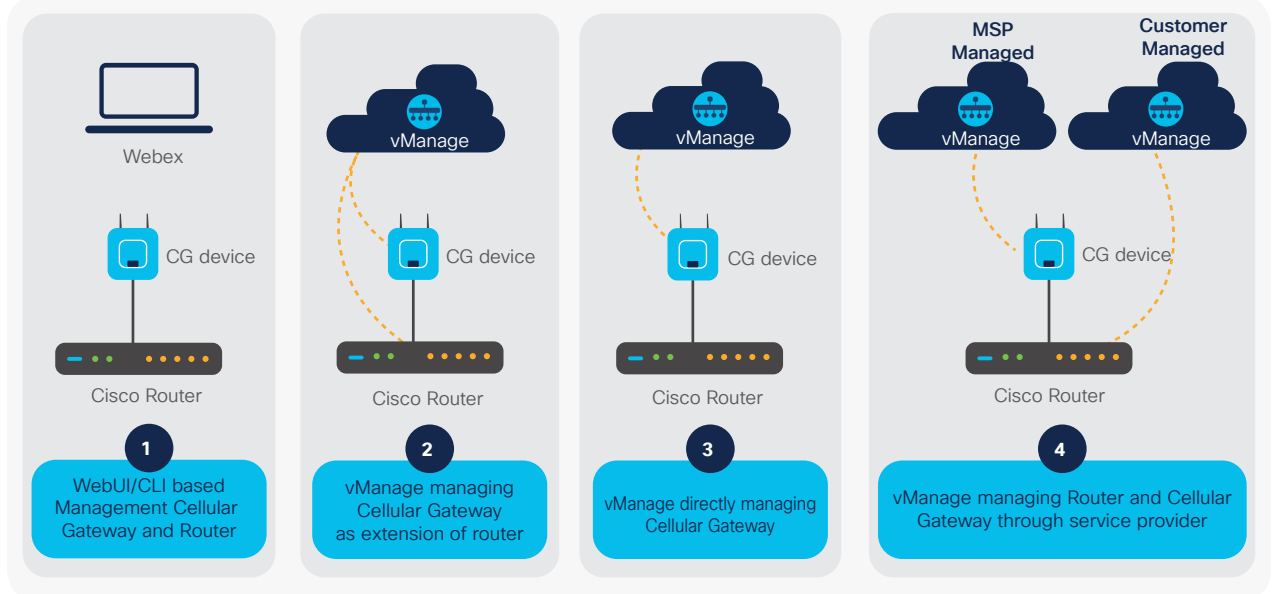 Webex
CG device
Cisco Router
1
WebUI/CLI based
Management Cellular
Gateway and Router
vManage
CG device
Cisco Router
2
vManage managing
Cellular Gateway
as extension of router
vManage
CG device
Cisco Router
3
vManage directly managing
Cellular Gateway
MSP
Managed
vManage
Customer
Managed
vManage
CG device
Cisco Router
4
vManage managing Router and Cellular
Gateway through service provider